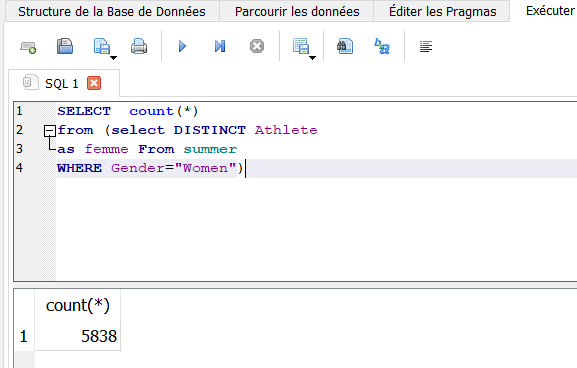 Structure de la Base de Données Parcourir les données Éditer les Pragmas Exécuter
SQL 1
1 SELECT count(*)
2 from (select DISTINCT Athlete
3 as femme From summer
4 WHERE Gender="Women")
count(*)
1 5838